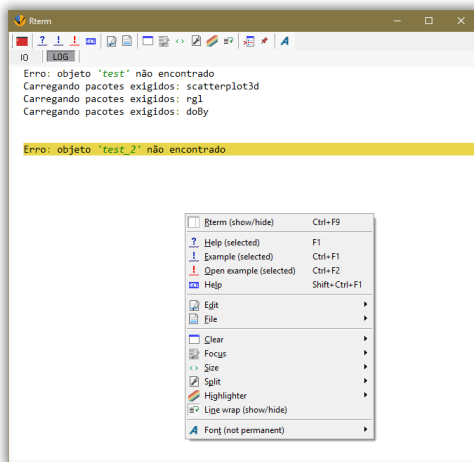 Rterm
IO LOG
Erro: objeto 'test' não encontrado
Carregando pacotes exigidos: scatterplot3d
Carregando pacotes exigidos: rgl
Carregando pacotes exigidos: doBy
Erro: objeto 'test_2' não encontrado
Rterm (show/hide) Ctrl+F9
Help (selected) F1
Example (selected) Ctrl+F1
Open example (selected) Ctrl+F2
Help Shift+Ctrl+F1
Edit
File
Clear
Focus
Size
Split
Highlighter
Line wrap (show/hide)
Font (not permanent)